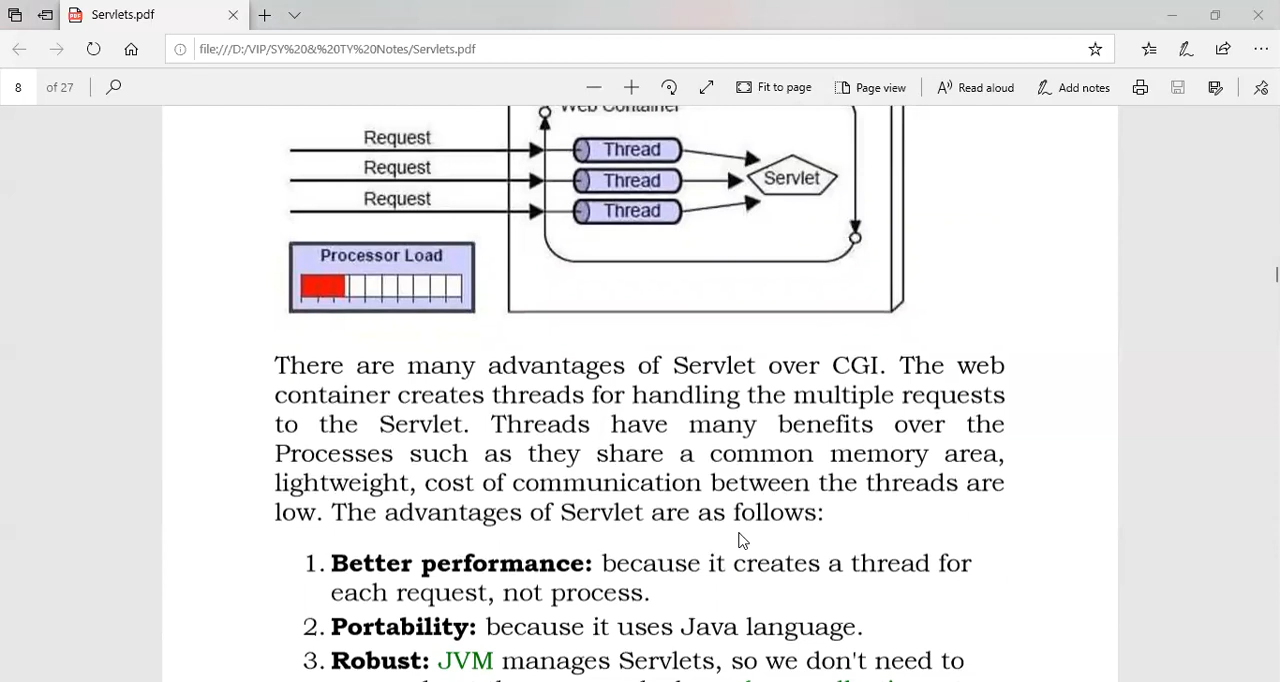 Servlets.pdf
file:///D:/VIP/SY%20&%20TY%20Notes/Servlets.pdf
8 of 27 Fit to page Page view Read aloud Add notes
Web Container
Request Thread
Request Thread Servlet
Request Thread
Processor Load
There are many advantages of Servlet over CGI. The web
container creates threads for handling the multiple requests
to the Servlet. Threads have many benefits over the
Processes such as they share a common memory area,
lightweight, cost of communication between the threads are
low. The advantages of Servlet are as follows:
1. Better performance: because it creates a thread for
each request, not process.
2. Portability: because it uses Java language.
3. Robust: JVM manages Servlets, so we don't need to